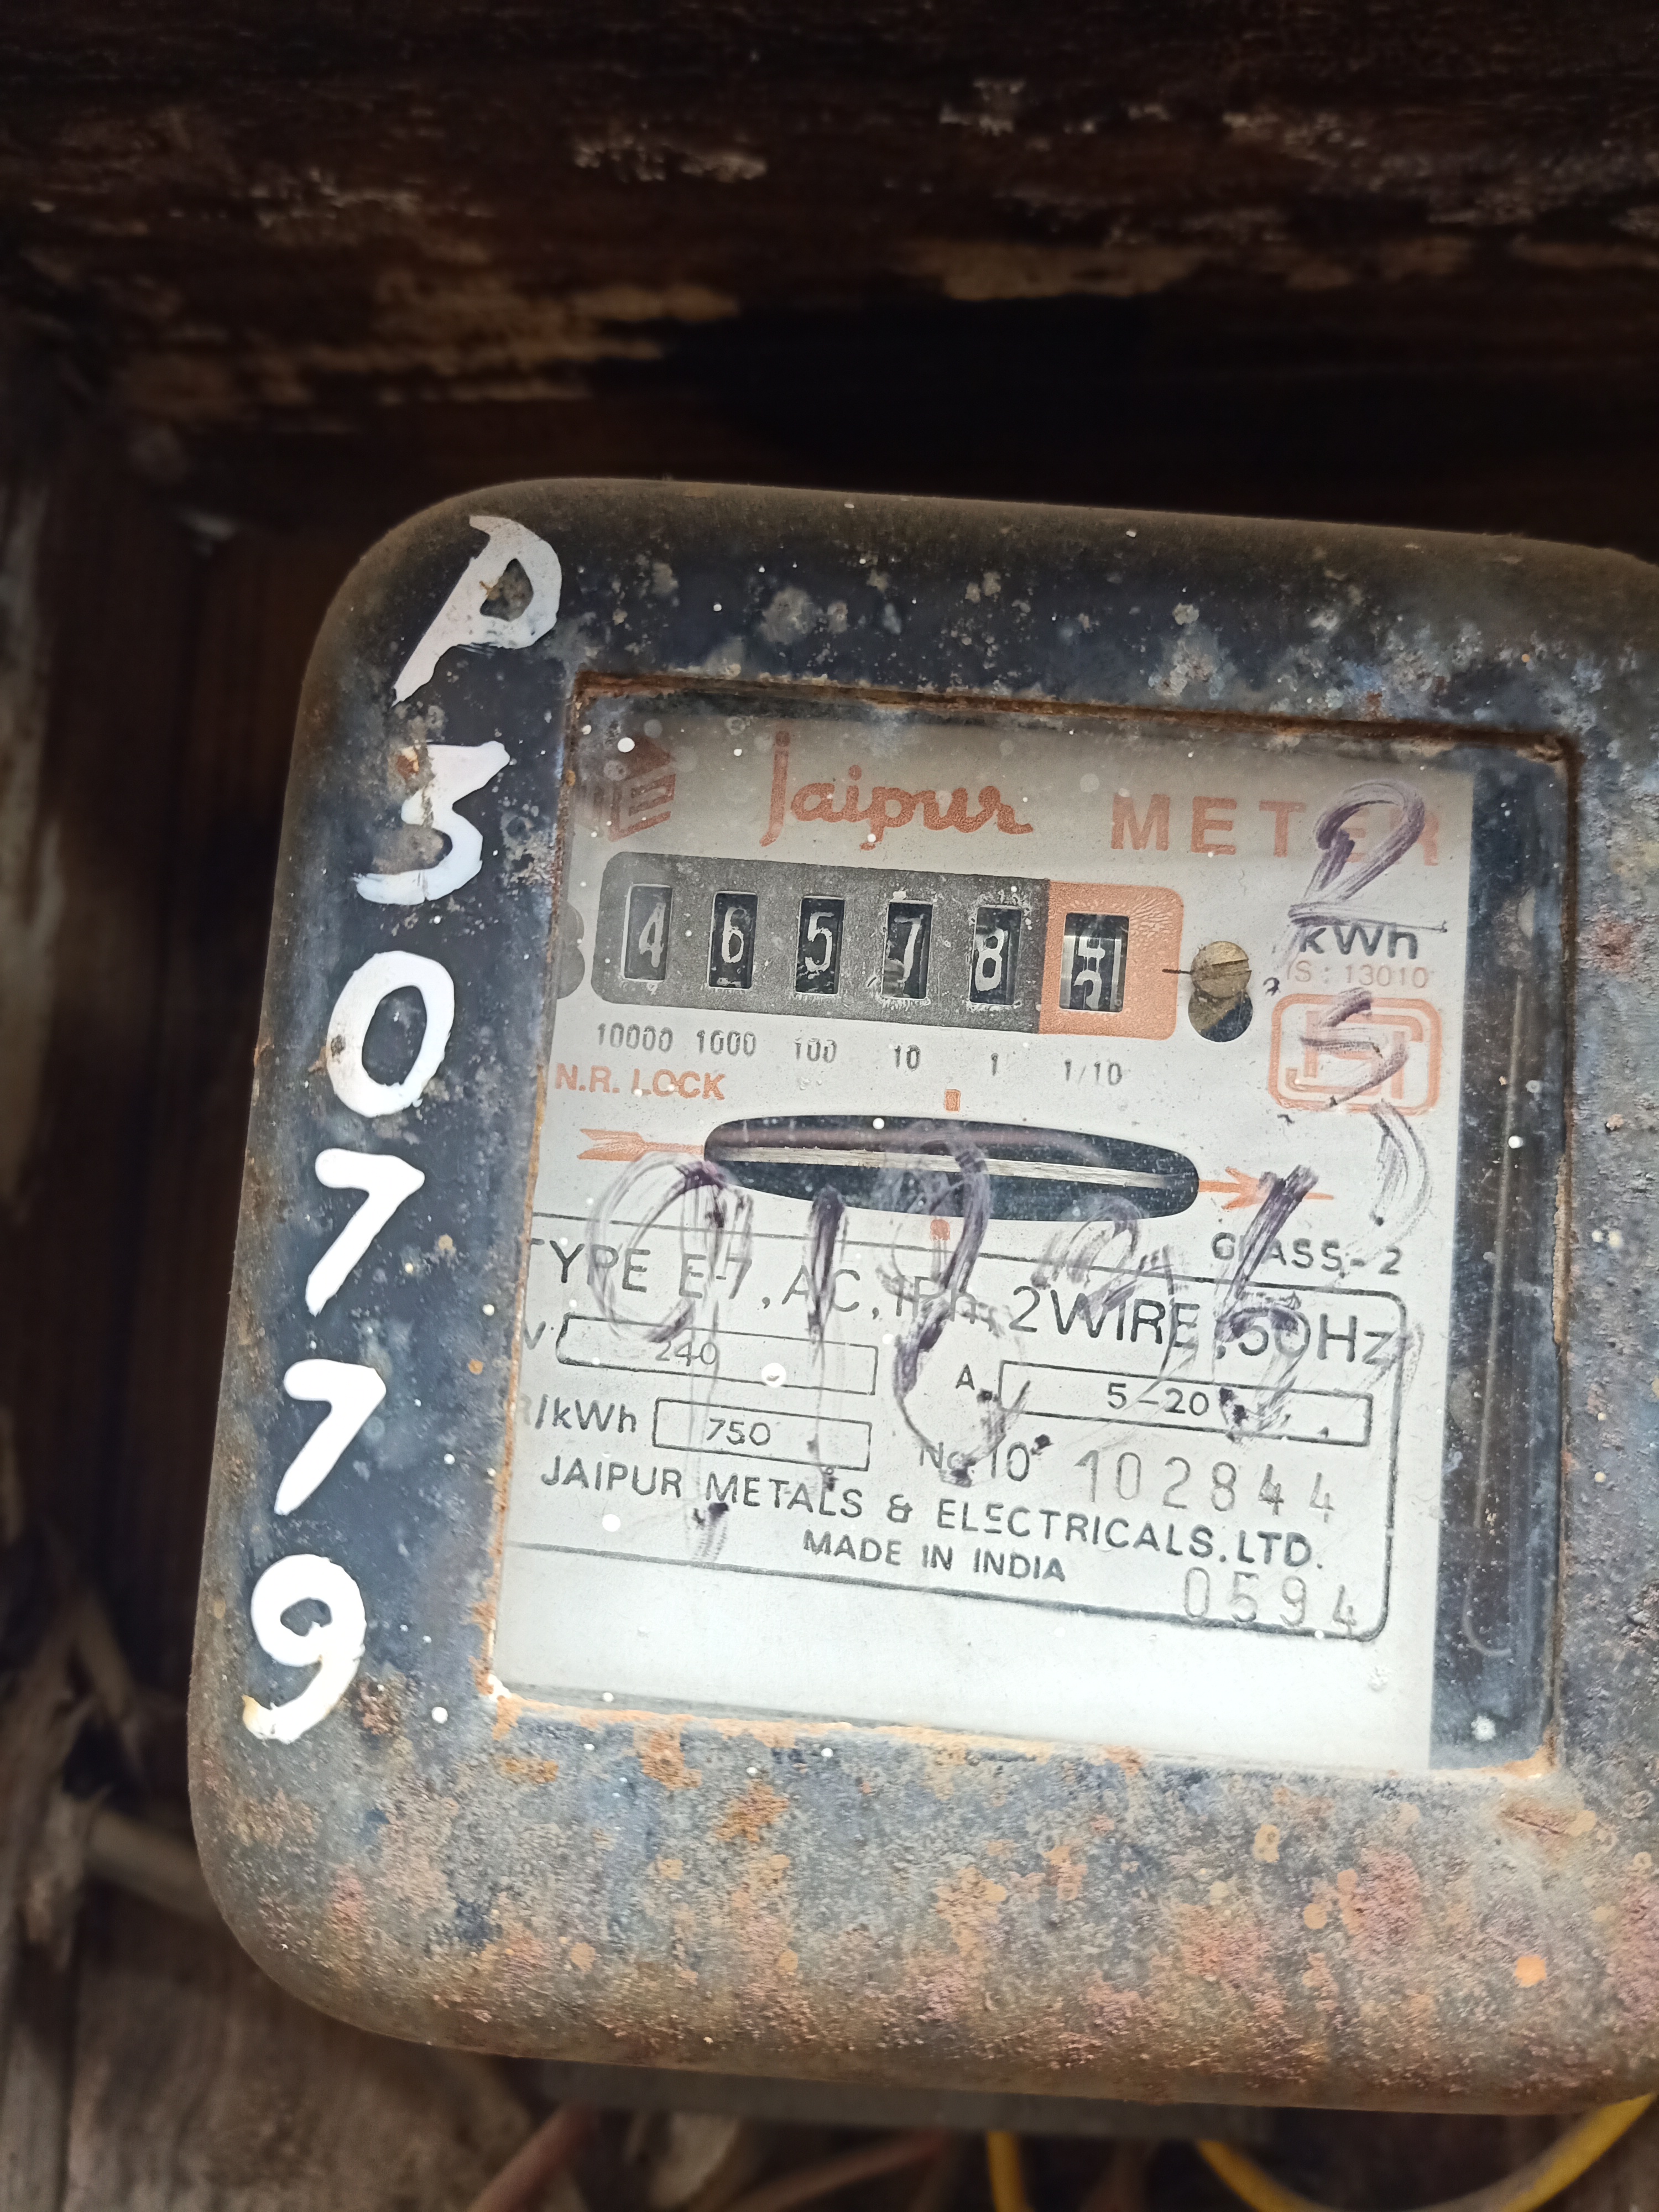 P
3
0
7
7
9
Jaipur METER
4 6 5 7 8 5
kWh
IS : 13010
10000 1000 100 10 1 1/10
N.R. LOCK
CLASS-2
TYPE E-7, AC, 1Ph, 2WIRE, 50Hz
V 240 A 5-20
R/kWh 750 No. 10 102844
JAIPUR METALS & ELECTRICALS. LTD.
MADE IN INDIA
0594